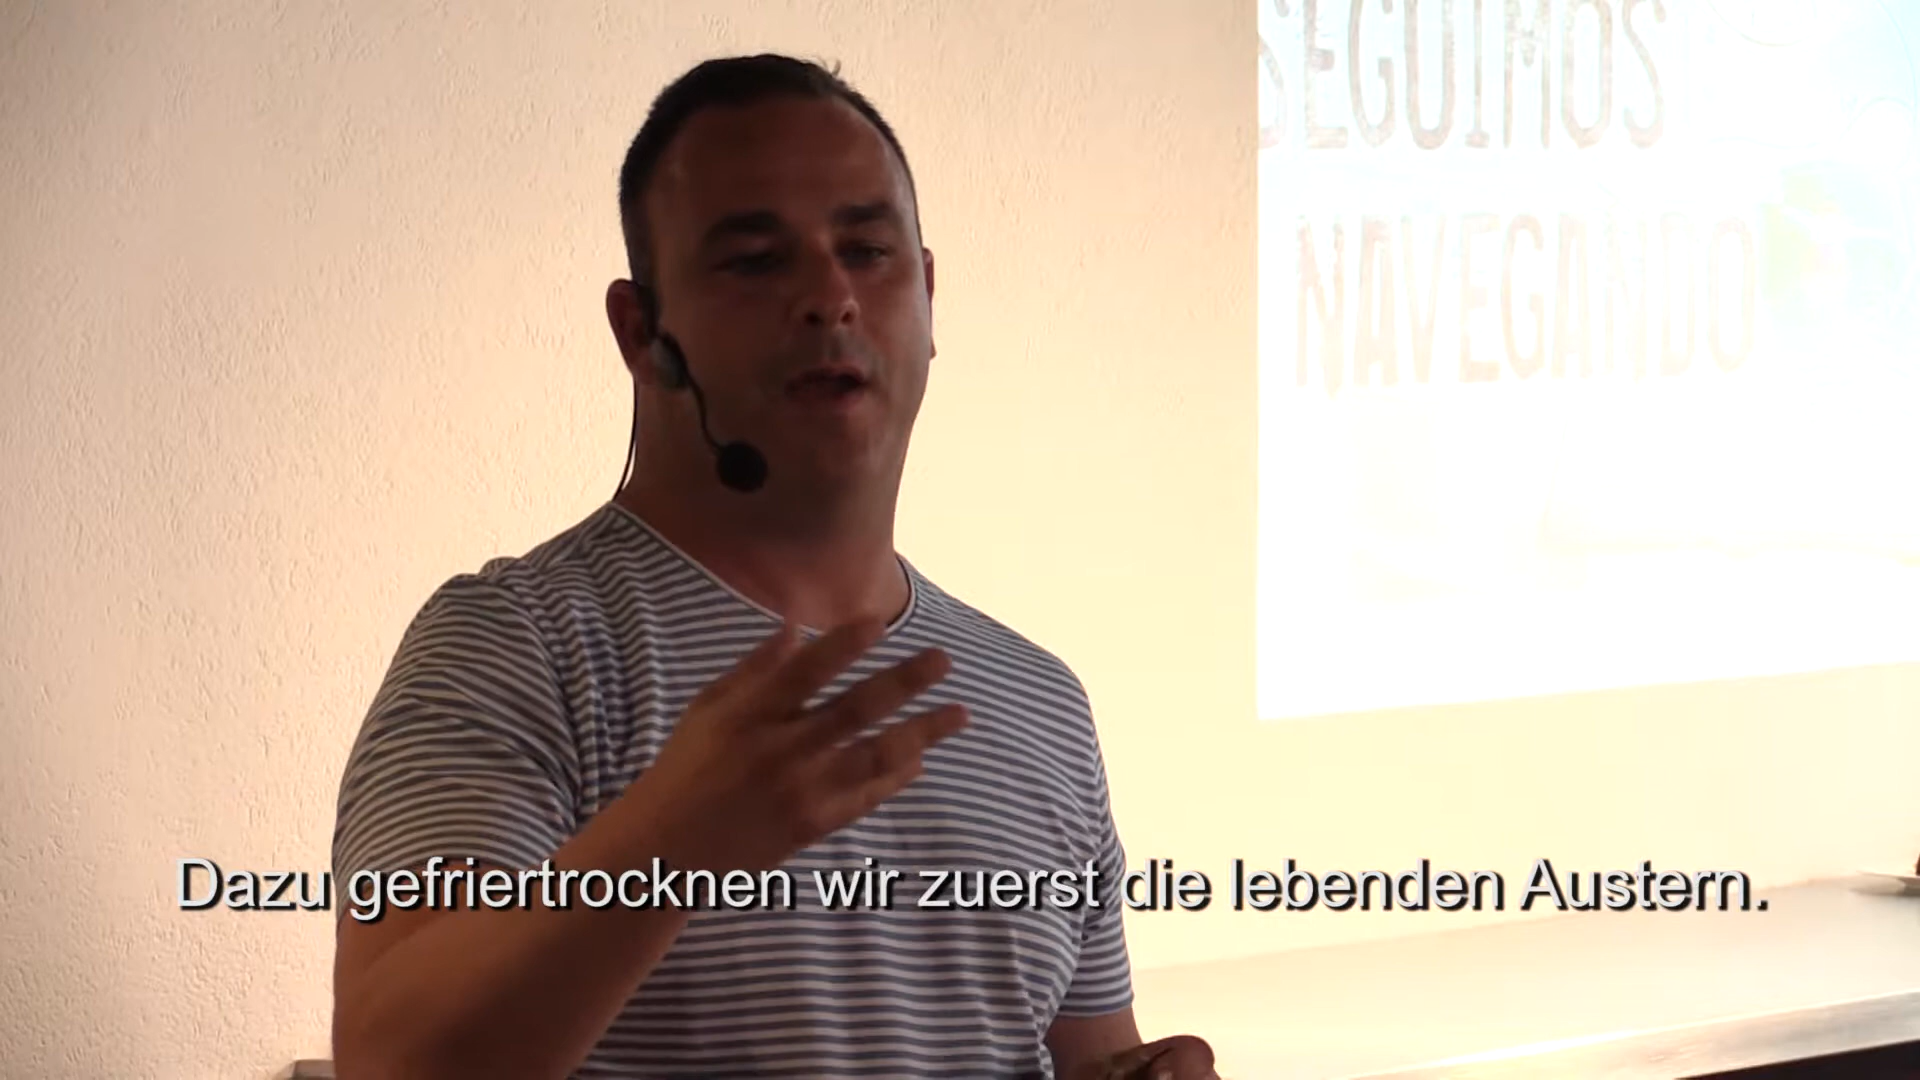 SEGUIMOS
NAVEGANDO
Dazu gefriertrocknen wir zuerst die lebenden Austern.